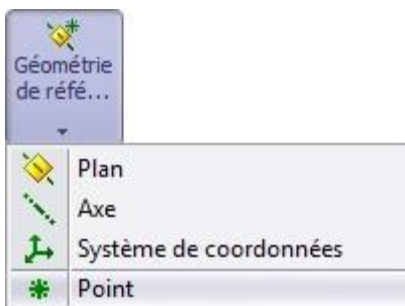 Géométrie
de réfé...
Plan
Axe
Système de coordonnées
Point